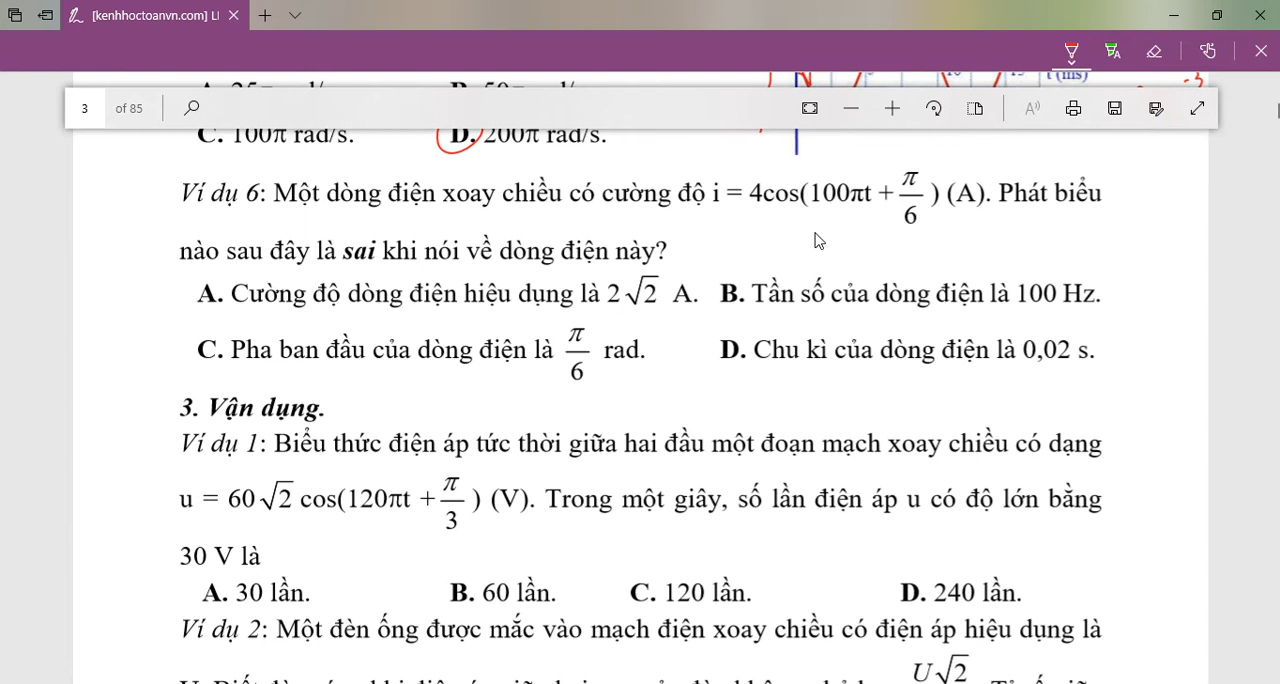 [kenhhoctoanvn.com] LI
t (ms)
3 of 85
C. 100π rad/s. D. 200π rad/s.
Ví dụ 6: Một dòng điện xoay chiều có cường độ i = 4cos(100πt + π/6) (A). Phát biểu
nào sau đây là sai khi nói về dòng điện này?
A. Cường độ dòng điện hiệu dụng là 2√2 A. B. Tần số của dòng điện là 100 Hz.
C. Pha ban đầu của dòng điện là π/6 rad. D. Chu kì của dòng điện là 0,02 s.
3. Vận dụng.
Ví dụ 1: Biểu thức điện áp tức thời giữa hai đầu một đoạn mạch xoay chiều có dạng
u = 60√2 cos(120πt + π/3) (V). Trong một giây, số lần điện áp u có độ lớn bằng
30 V là
A. 30 lần. B. 60 lần. C. 120 lần. D. 240 lần.
Ví dụ 2: Một đèn ống được mắc vào mạch điện xoay chiều có điện áp hiệu dụng là
U√2